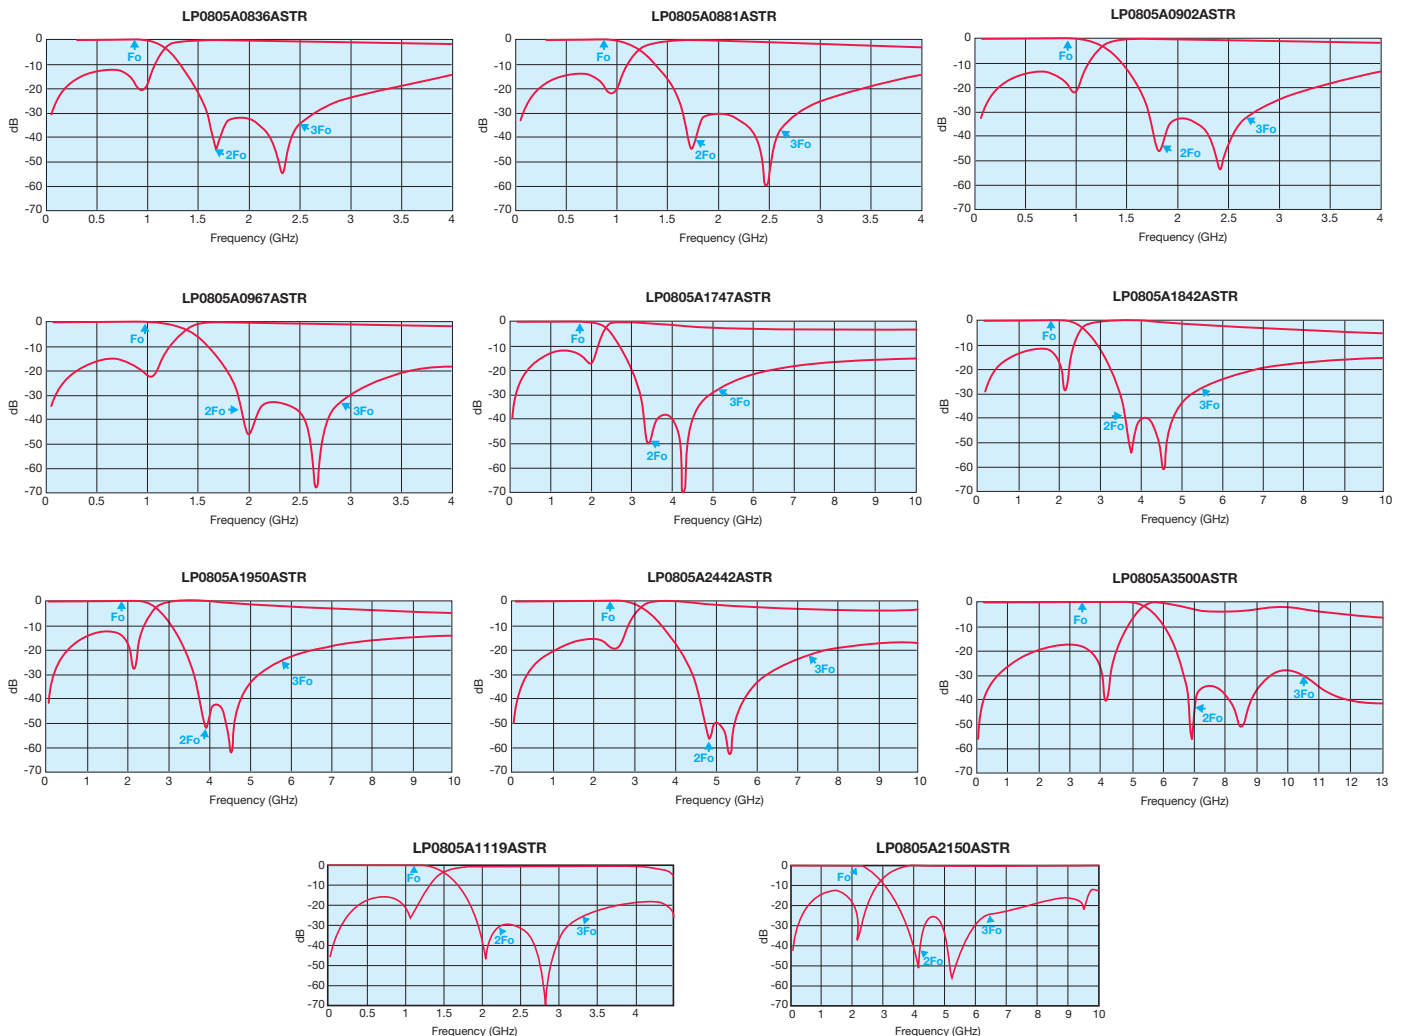 LP0805A0836ASTR
0
-10
-20
-30
-40
-50
-60
-70
dB
Fo
2Fo
3Fo
0 0.5 1 1.5 2 2.5 3 3.5 4
Frequency (GHz)
LP0805A0881ASTR
0
-10
-20
-30
-40
-50
-60
-70
dB
Fo
2Fo
3Fo
0 0.5 1 1.5 2 2.5 3 3.5 4
Frequency (GHz)
LP0805A0902ASTR
0
-10
-20
-30
-40
-50
-60
-70
dB
Fo
2Fo
3Fo
0 0.5 1 1.5 2 2.5 3 3.5 4
Frequency (GHz)
LP0805A0967ASTR
0
-10
-20
-30
-40
-50
-60
-70
dB
Fo
2Fo
3Fo
0 0.5 1 1.5 2 2.5 3 3.5 4
Frequency (GHz)
LP0805A1747ASTR
0
-10
-20
-30
-40
-50
-60
-70
dB
Fo
2Fo
3Fo
0 1 2 3 4 5 6 7 8 9 10
Frequency (GHz)
LP0805A1842ASTR
0
-10
-20
-30
-40
-50
-60
-70
dB
Fo
2Fo
3Fo
0 1 2 3 4 5 6 7 8 9 10
Frequency (GHz)
LP0805A1950ASTR
0
-10
-20
-30
-40
-50
-60
-70
dB
Fo
2Fo
3Fo
0 1 2 3 4 5 6 7 8 9 10
Frequency (GHz)
LP0805A2442ASTR
0
-10
-20
-30
-40
-50
-60
-70
dB
Fo
2Fo
3Fo
0 1 2 3 4 5 6 7 8 9 10
Frequency (GHz)
LP0805A3500ASTR
0
-10
-20
-30
-40
-50
-60
-70
dB
Fo
2Fo
3Fo
0 1 2 3 4 5 6 7 8 9 10 11 12 13
Frequency (GHz)
LP0805A1119ASTR
0
-10
-20
-30
-40
-50
-60
-70
dB
Fo
2Fo
3Fo
0 0.5 1 1.5 2 2.5 3 3.5 4
Frequency (GHz)
LP0805A2150ASTR
0
-10
-20
-30
-40
-50
-60
-70
dB
Fo
2Fo
3Fo
0 1 2 3 4 5 6 7 8 9 10
Frequency (GHz)